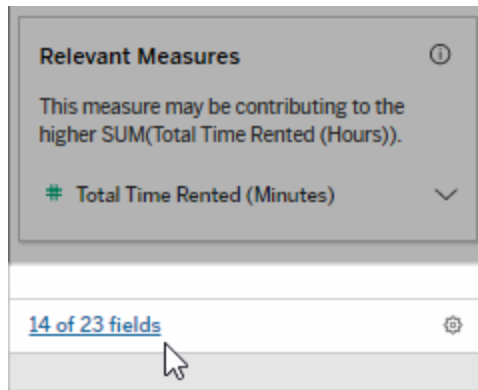 Relevant Measures
This measure may be contributing to the
higher SUM(Total Time Rented (Hours)).
# Total Time Rented (Minutes)
14 of 23 fields